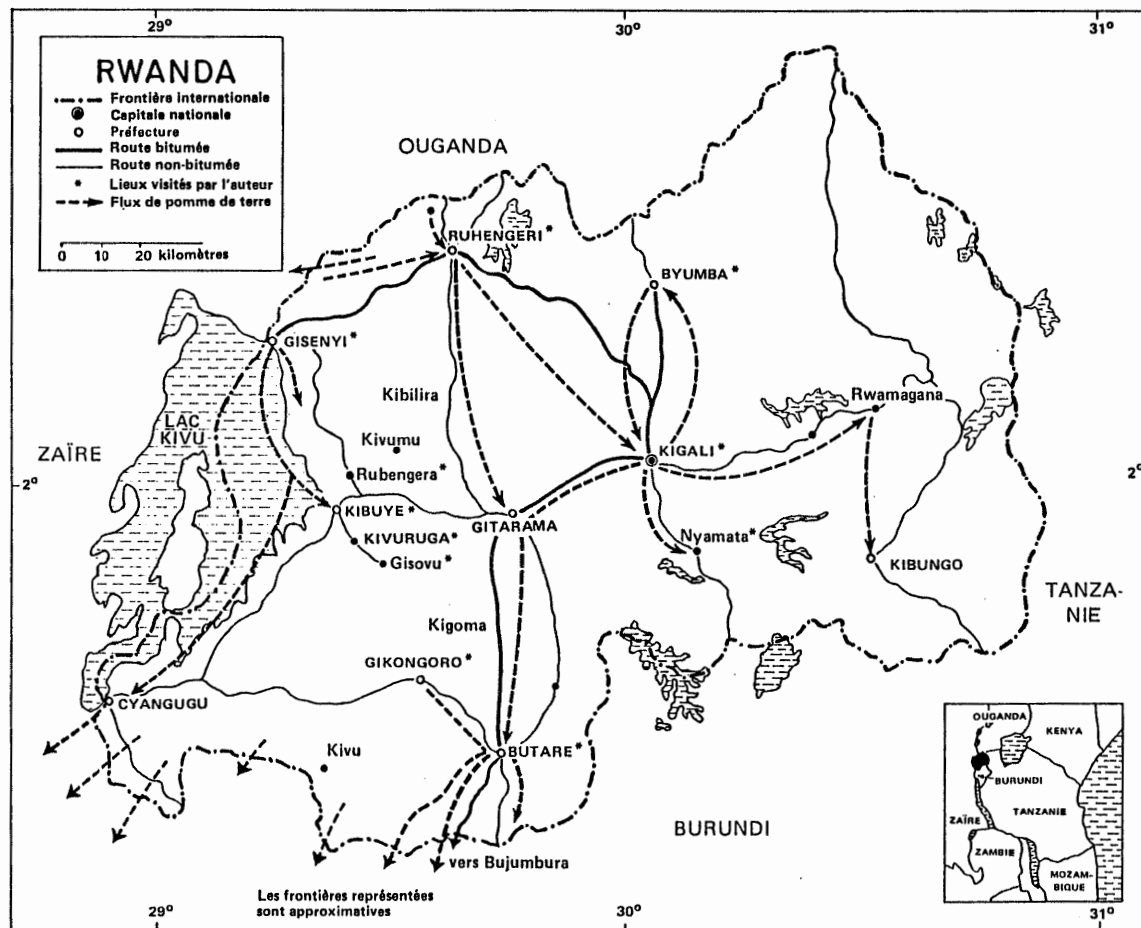 29°
30°
31°
RWANDA
Frontière internationale
Capitale nationale
Préfecture
Route bitumée
Route non-bitumée
* Lieux visités par l'auteur
Flux de pomme de terre
0 10 20 kilomètres
OUGANDA
RUHENGERI*
BYUMBA*
GISENYI*
Kibilira
Rwamagana
LAC
KIVU
ZAÏRE
Kivumu
KIGALI*
Rubengera*
2°
2°
KIBUYE*
GITARAMA
KIVURUGA*
Nyamata*
Gisovu*
KIBUNGO
TANZA-
NIE
Kigoma
GIKONGORO*
CYANGUGU
Kivu
BUTARE*
BURUNDI
vers Bujumbura
Les frontières représentées
sont approximatives
OUGANDA
KENYA
BURUNDI
TANZANIE
ZAÏRE
ZAMBIE
MOZAM-
BIQUE
29°
30°
31°